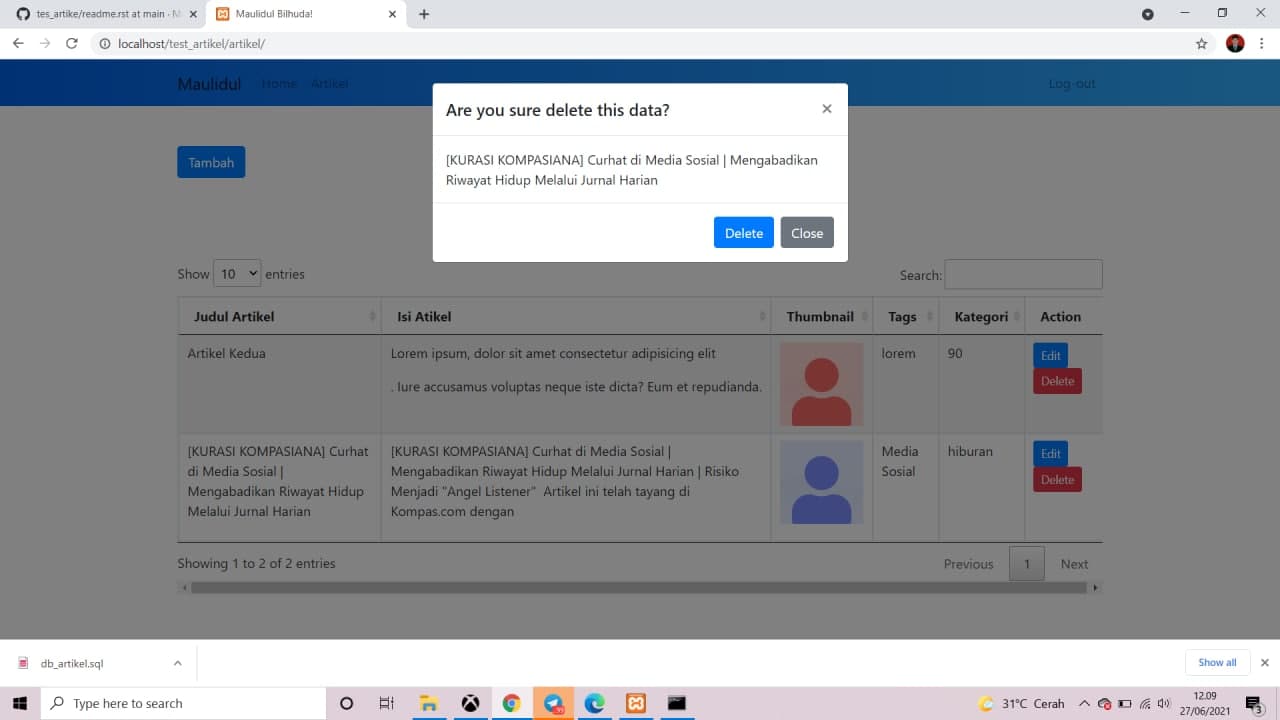 tes_artike/readme.rst at main · M
Maulidul Bilhuda!
localhost/test_artikel/artikel/
Maulidul Home Artikel Log-out
Are you sure delete this data? ×
[KURASI KOMPASIANA] Curhat di Media Sosial | Mengabadikan
Riwayat Hidup Melalui Jurnal Harian
Delete Close
Tambah
Show 10 entries
Search:
Judul Artikel Isi Atikel Thumbnail Tags Kategori Action
Artikel Kedua
Lorem ipsum, dolor sit amet consectetur adipisicing elit
. Iure accusamus voluptas neque iste dicta? Eum et repudianda.
lorem
90
Edit
Delete
[KURASI KOMPASIANA] Curhat
di Media Sosial |
Mengabadikan Riwayat Hidup
Melalui Jurnal Harian
[KURASI KOMPASIANA] Curhat di Media Sosial |
Mengabadikan Riwayat Hidup Melalui Jurnal Harian | Risiko
Menjadi "Angel Listener"  Artikel ini telah tayang di
Kompas.com dengan
Media
Sosial
hiburan
Edit
Delete
Showing 1 to 2 of 2 entries
Previous 1 Next
db_artikel.sql
Show all
Type here to search
31°C Cerah
12.09
27/06/2021
3